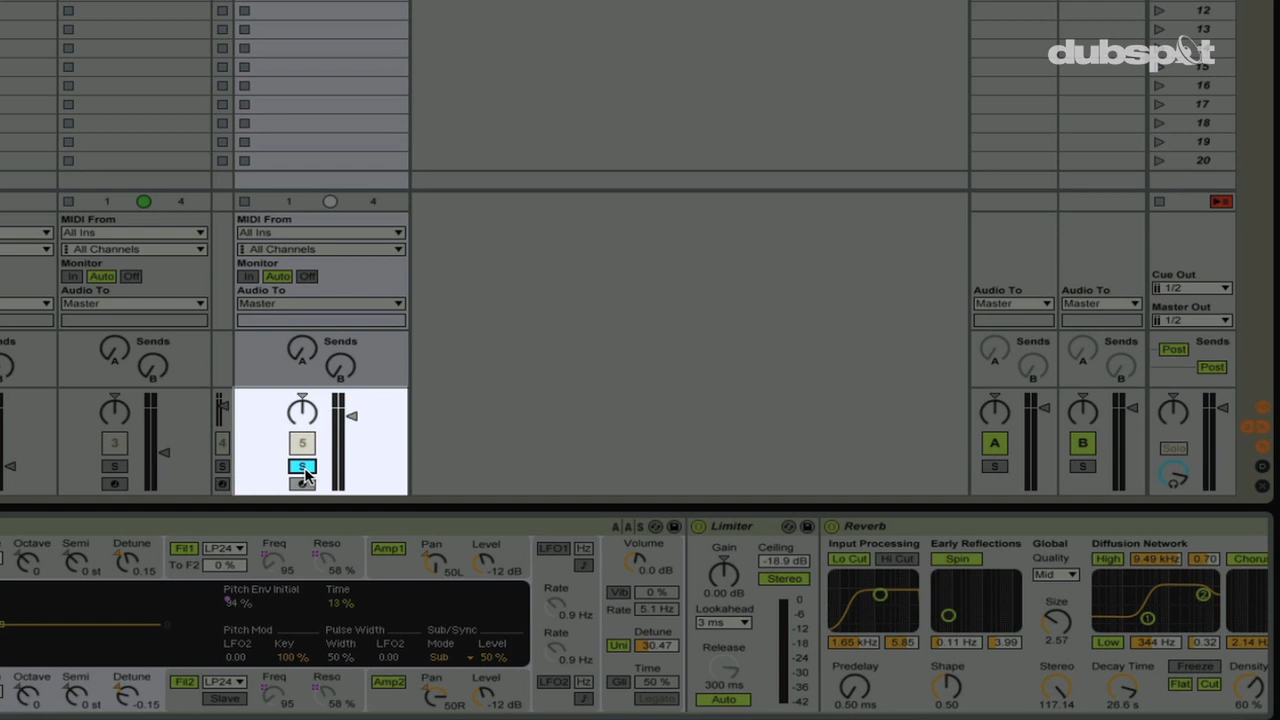 12
13
dubspot
15
16
17
18
19
20
1 4 1 4
MIDI From MIDI From
All Ins All Ins
All Channels All Channels
Monitor Monitor
In Auto Off In Auto Off
Cue Out
Audio To Audio To Audio To Audio To 1/2
Master Master Master Master Master Out
1/2
Sends Sends Sends Sends Sends
A A A A Post
B B B B Post
3 4 5 A B Solo
S S S S S
A A S Limiter Reverb
Octave Semi Detune Fil1 LP24 Freq Reso Amp1 Pan Level LFO1 Hz Volume Gain Ceiling Input Processing Early Reflections Global Diffusion Network
To F2 0 % -18.9 dB Lo Cut Hi Cut Spin Quality High 9.49 kHz 0.70 Chorus
0 0 st 0.15 95 58 % 50L -12 dB 0.0 dB Stereo Mid
Pitch Env Initial Time Rate Vib 0 % 0.00 dB 0
94 % 13 % 0.9 Hz Rate 5.1 Hz Lookahead -6 Size
Pitch Mod Pulse Width Sub/Sync Rate Detune 3 ms -12 2.57
LFO2 Key Width LFO2 Mode Level Uni 30.47 -18 1.65 kHz 5.85 0.11 Hz 3.99 Low 344 Hz 0.32 2.14 H
0.00 100 % 50 % 0.00 Sub 50 % 0.9 Hz Time Release -24 Predelay Shape Stereo Decay Time Freeze Density
Octave Semi Detune Fil2 LP24 Freq Reso Amp2 Pan Level LFO2 Hz Gli 50 % 300 ms -30 Flat Cut
Slave Legato Auto -36
0 0 st -0.15 95 58 % 50R -12 dB -42 0.50 ms 0.50 117.14 26.6 s 60 %